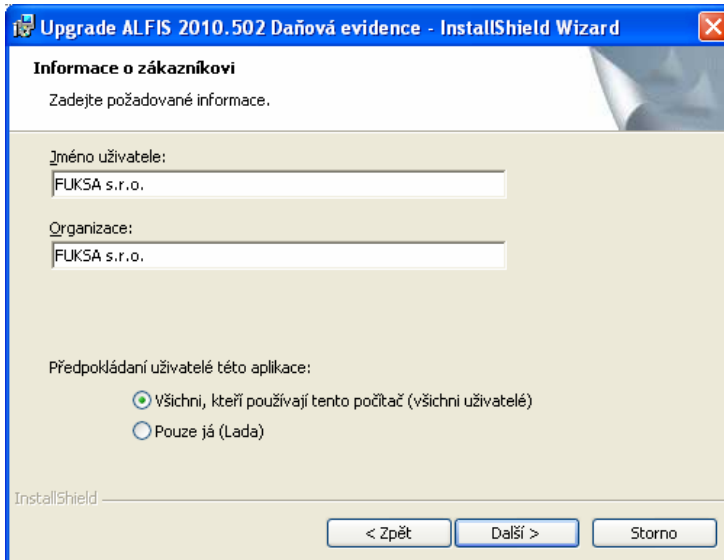 Upgrade ALFIS 2010.502 Daňová evidence - InstallShield Wizard
Informace o zákazníkovi
Zadejte požadované informace.
Jméno uživatele:
FUKSA s.r.o.
Organizace:
FUKSA s.r.o.
Předpokládaní uživatelé této aplikace:
Všichni, kteří používají tento počítač (všichni uživatelé)
Pouze já (Lada)
InstallShield
< Zpět Další > Storno